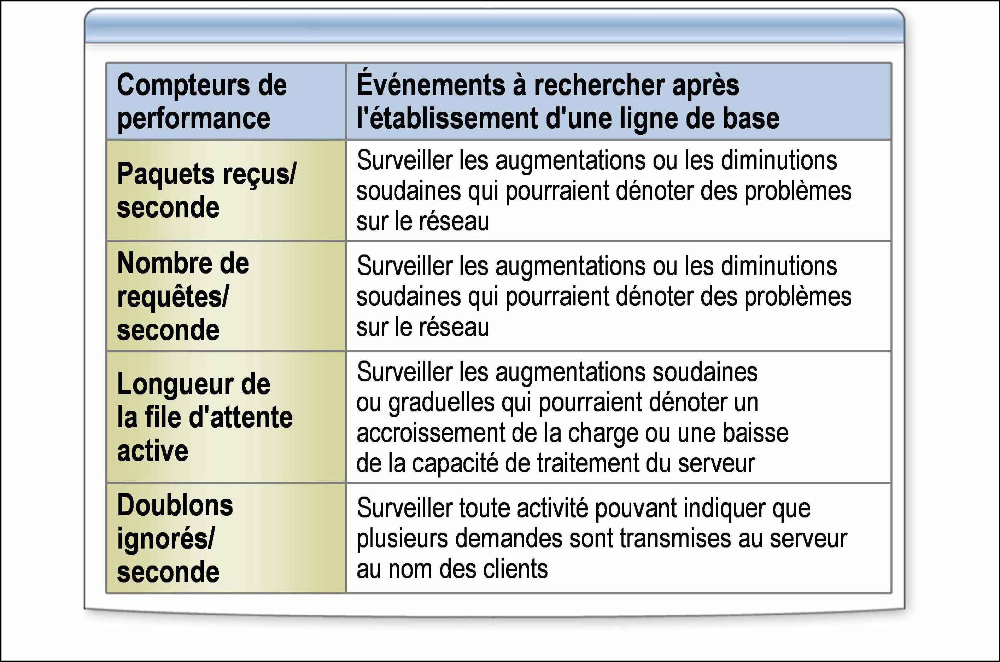 Compteurs de
performance
Événements à rechercher après
l'établissement d'une ligne de base
Paquets reçus/
seconde
Surveiller les augmentations ou les diminutions
soudaines qui pourraient dénoter des problèmes
sur le réseau
Nombre de
requêtes/
seconde
Surveiller les augmentations ou les diminutions
soudaines qui pourraient dénoter des problèmes
sur le réseau
Longueur de
la file d'attente
active
Surveiller les augmentations soudaines
ou graduelles qui pourraient dénoter un
accroissement de la charge ou une baisse
de la capacité de traitement du serveur
Doublons
ignorés/
seconde
Surveiller toute activité pouvant indiquer que
plusieurs demandes sont transmises au serveur
au nom des clients